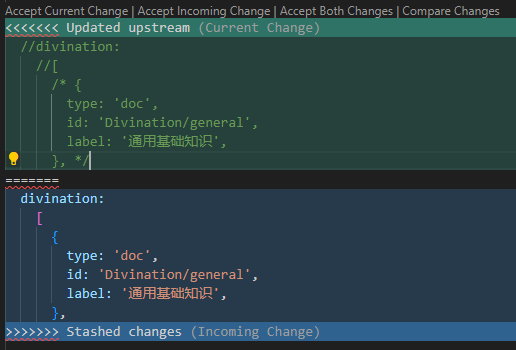 Accept Current Change | Accept Incoming Change | Accept Both Changes | Compare Changes
<<<<<<< Updated upstream (Current Change)
//divination:
//[
/* {
type: 'doc',
id: 'Divination/general',
label: '通用基础知识',
}, */
=======
divination:
[
{
type: 'doc',
id: 'Divination/general',
label: '通用基础知识',
},
>>>>>>> Stashed changes (Incoming Change)